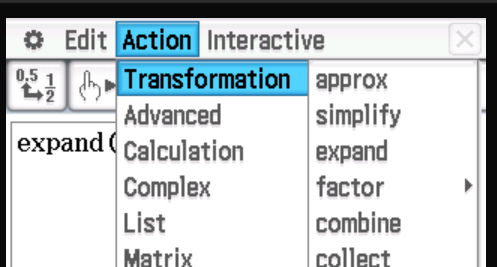 Edit Action Interactive
0.5 1 2
Transformation approx
Advanced simplify
expand( Calculation expand
Complex factor
List combine
Matrix collect